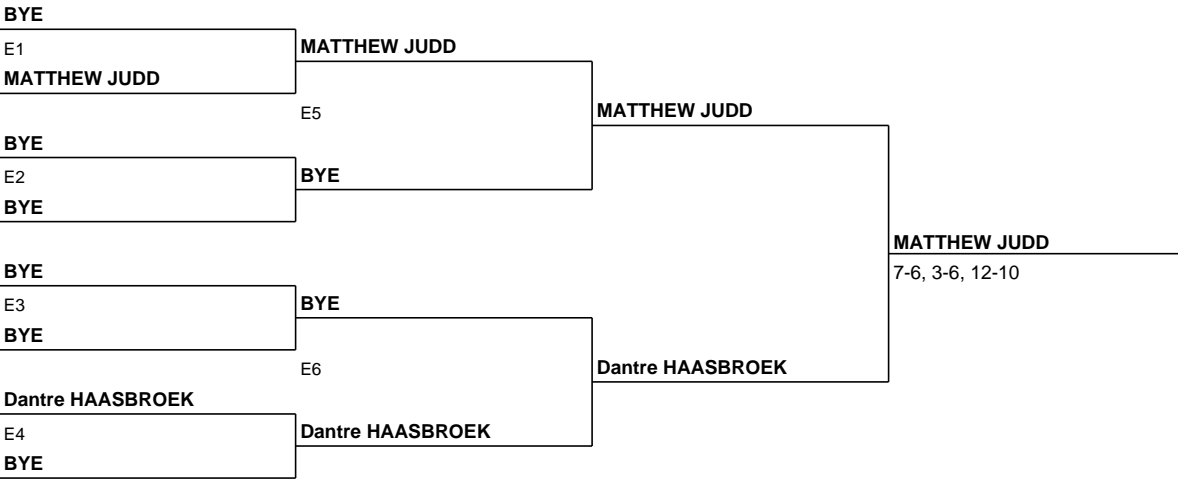 BYE
E1
MATTHEW JUDD
MATTHEW JUDD
E5
MATTHEW JUDD
BYE
E2
BYE
BYE
MATTHEW JUDD
7-6, 3-6, 12-10
BYE
E3
BYE
BYE
E6
Dantre HAASBROEK
Dantre HAASBROEK
E4
Dantre HAASBROEK
BYE